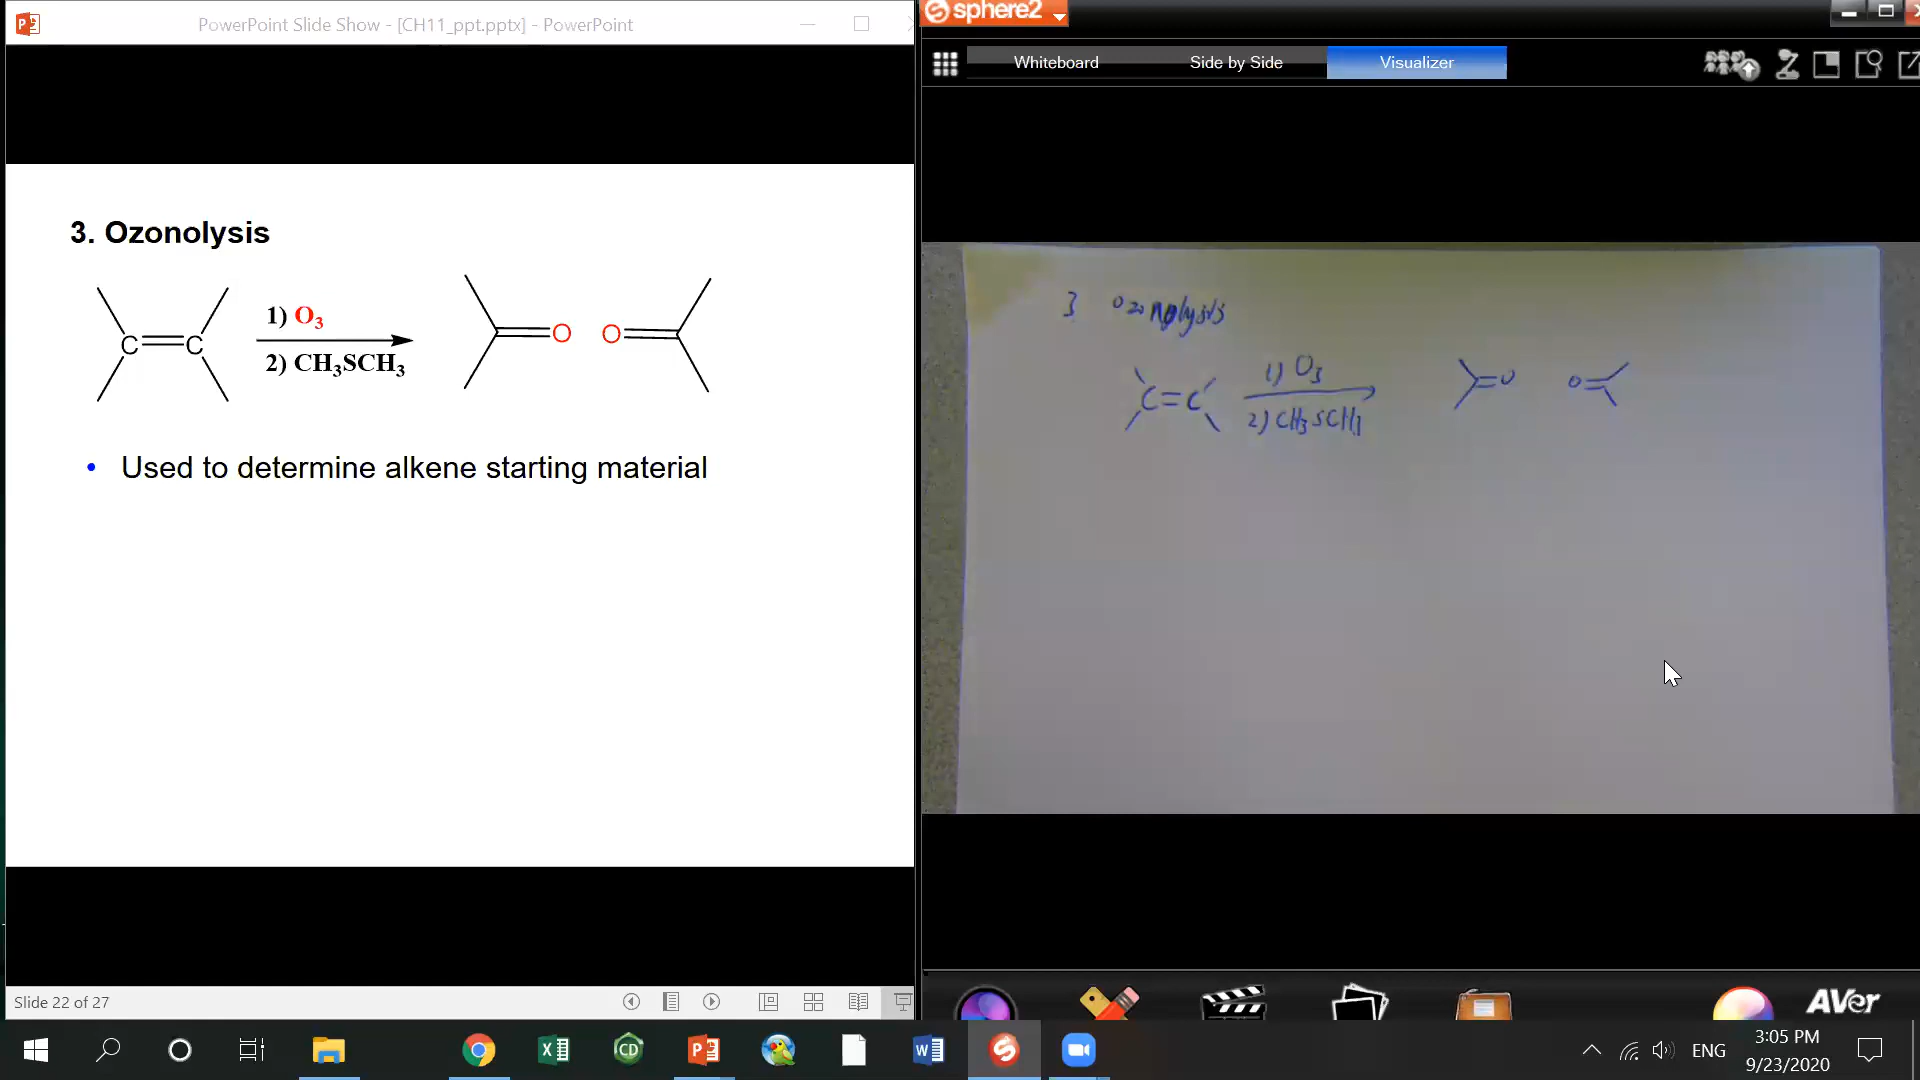 PowerPoint Slide Show - [CH11_ppt.pptx] - PowerPoint
3. Ozonolysis
C C
1) O3
2) CH3SCH3
O O
• Used to determine alkene starting material
Slide 22 of 27
sphere2
Whiteboard Side by Side Visualizer
3 ozonolysis
C=C
1) O3
2) CH3SCH3
=O O=
AVer
ENG
3:05 PM
9/23/2020